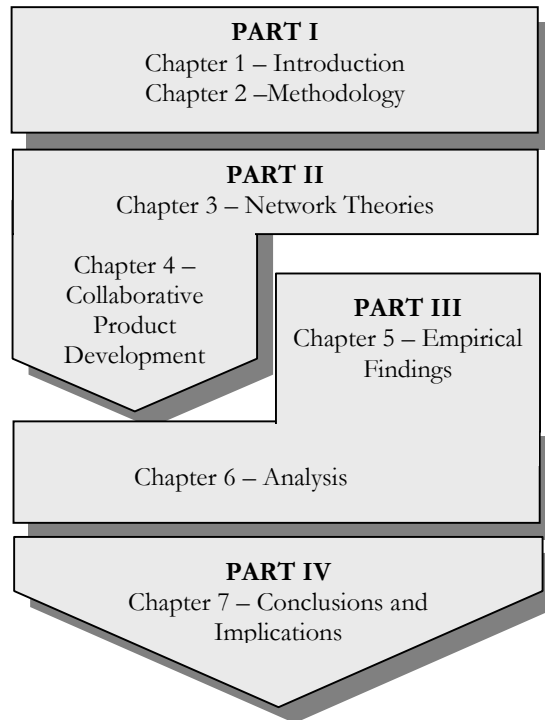 PART I
Chapter 1 – Introduction
Chapter 2 –Methodology
PART II
Chapter 3 – Network Theories
Chapter 4 –
Collaborative
Product
Development
PART III
Chapter 5 – Empirical
Findings
Chapter 6 – Analysis
PART IV
Chapter 7 – Conclusions and
Implications